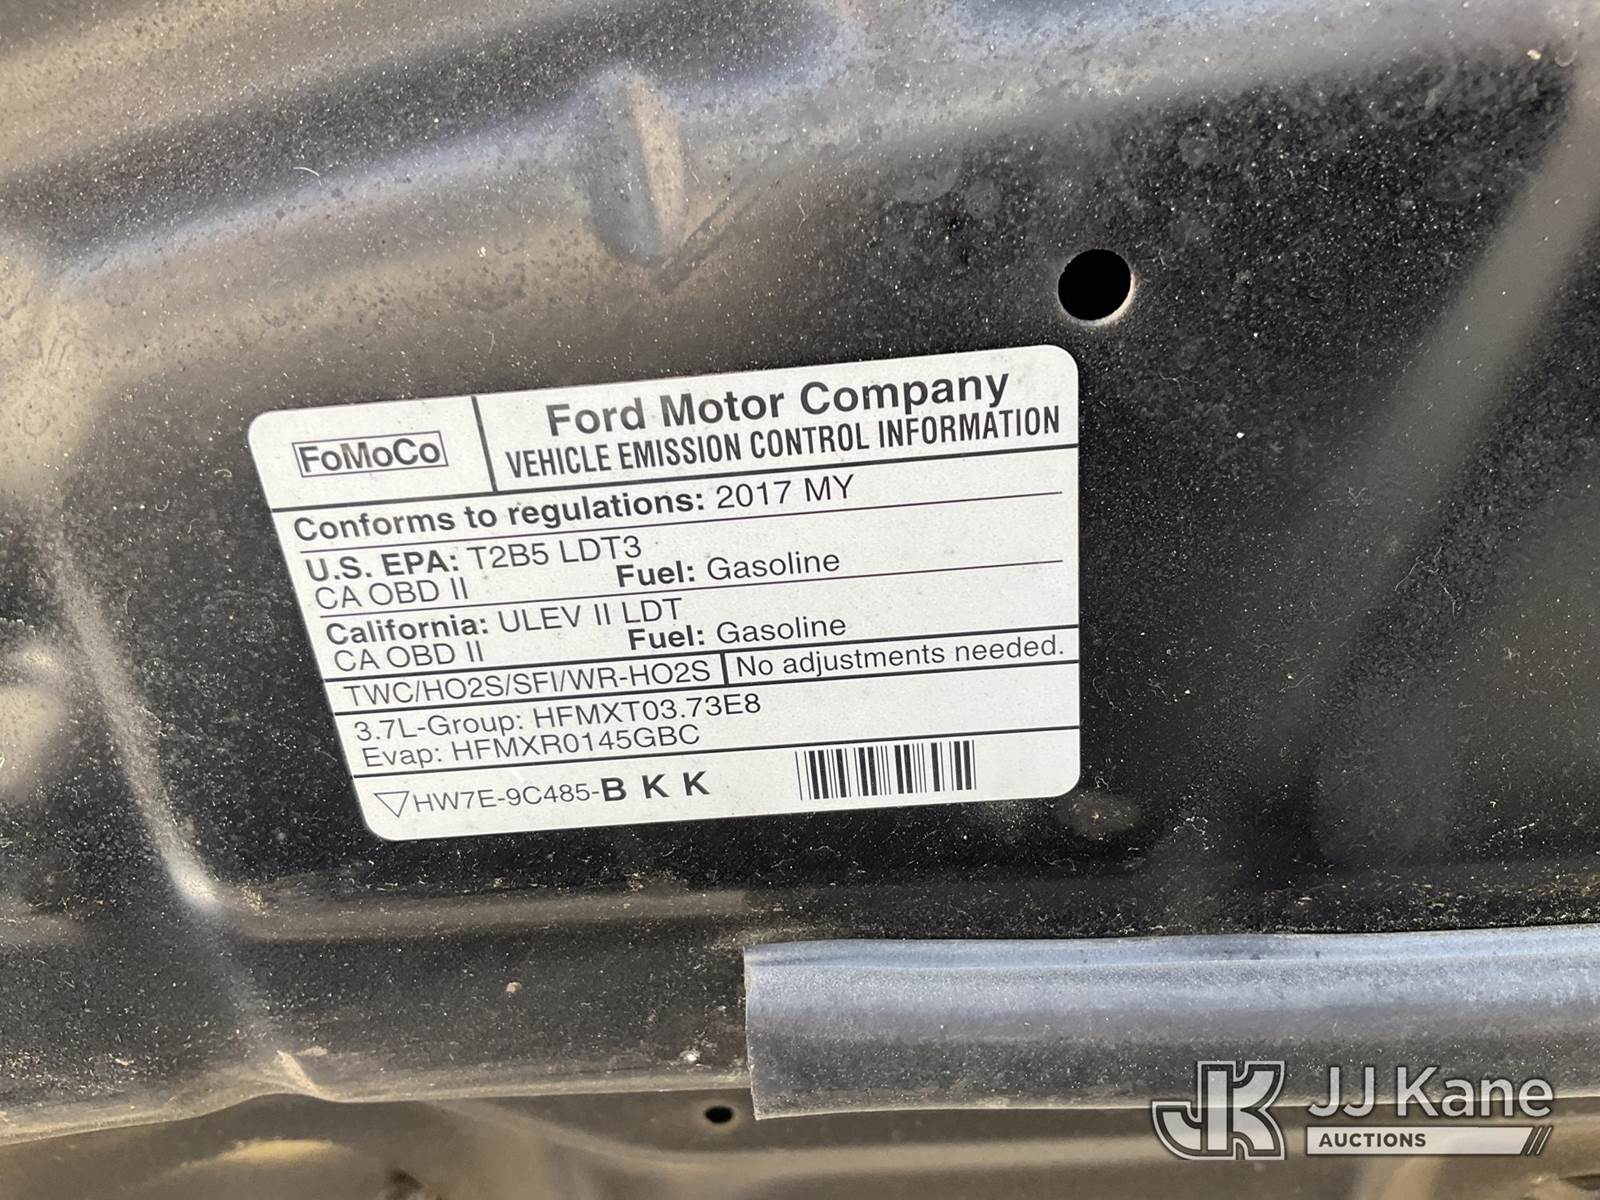 FoMoCo
Ford Motor Company
VEHICLE EMISSION CONTROL INFORMATION
Conforms to regulations: 2017 MY
U.S. EPA: T2B5 LDT3
CA OBD II Fuel: Gasoline
California: ULEV II LDT
CA OBD II Fuel: Gasoline
TWC/HO2S/SFI/WR-HO2S No adjustments needed.
3.7L-Group: HFMXT03.73E8
Evap: HFMXR0145GBC
HW7E-9C485-B K K
JK JJ Kane
AUCTIONS